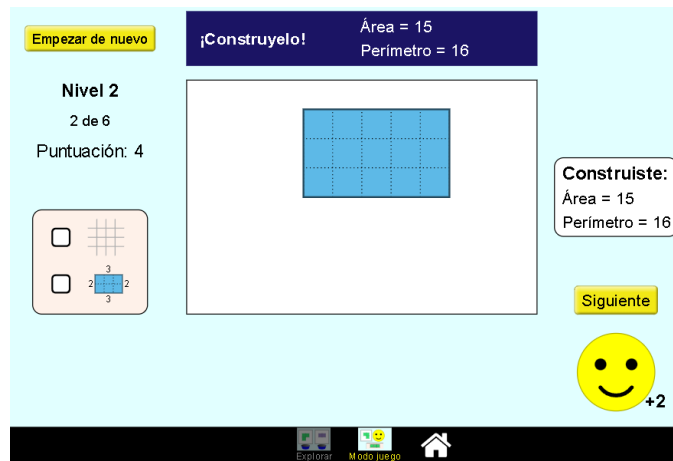 Empezar de nuevo
¡Construyelo!
Área = 15
Perímetro = 16
Nivel 2
2 de 6
Puntuación: 4
3
2
2
3
Construiste:
Área = 15
Perímetro = 16
Siguiente
+2
Explorar
Modo juego